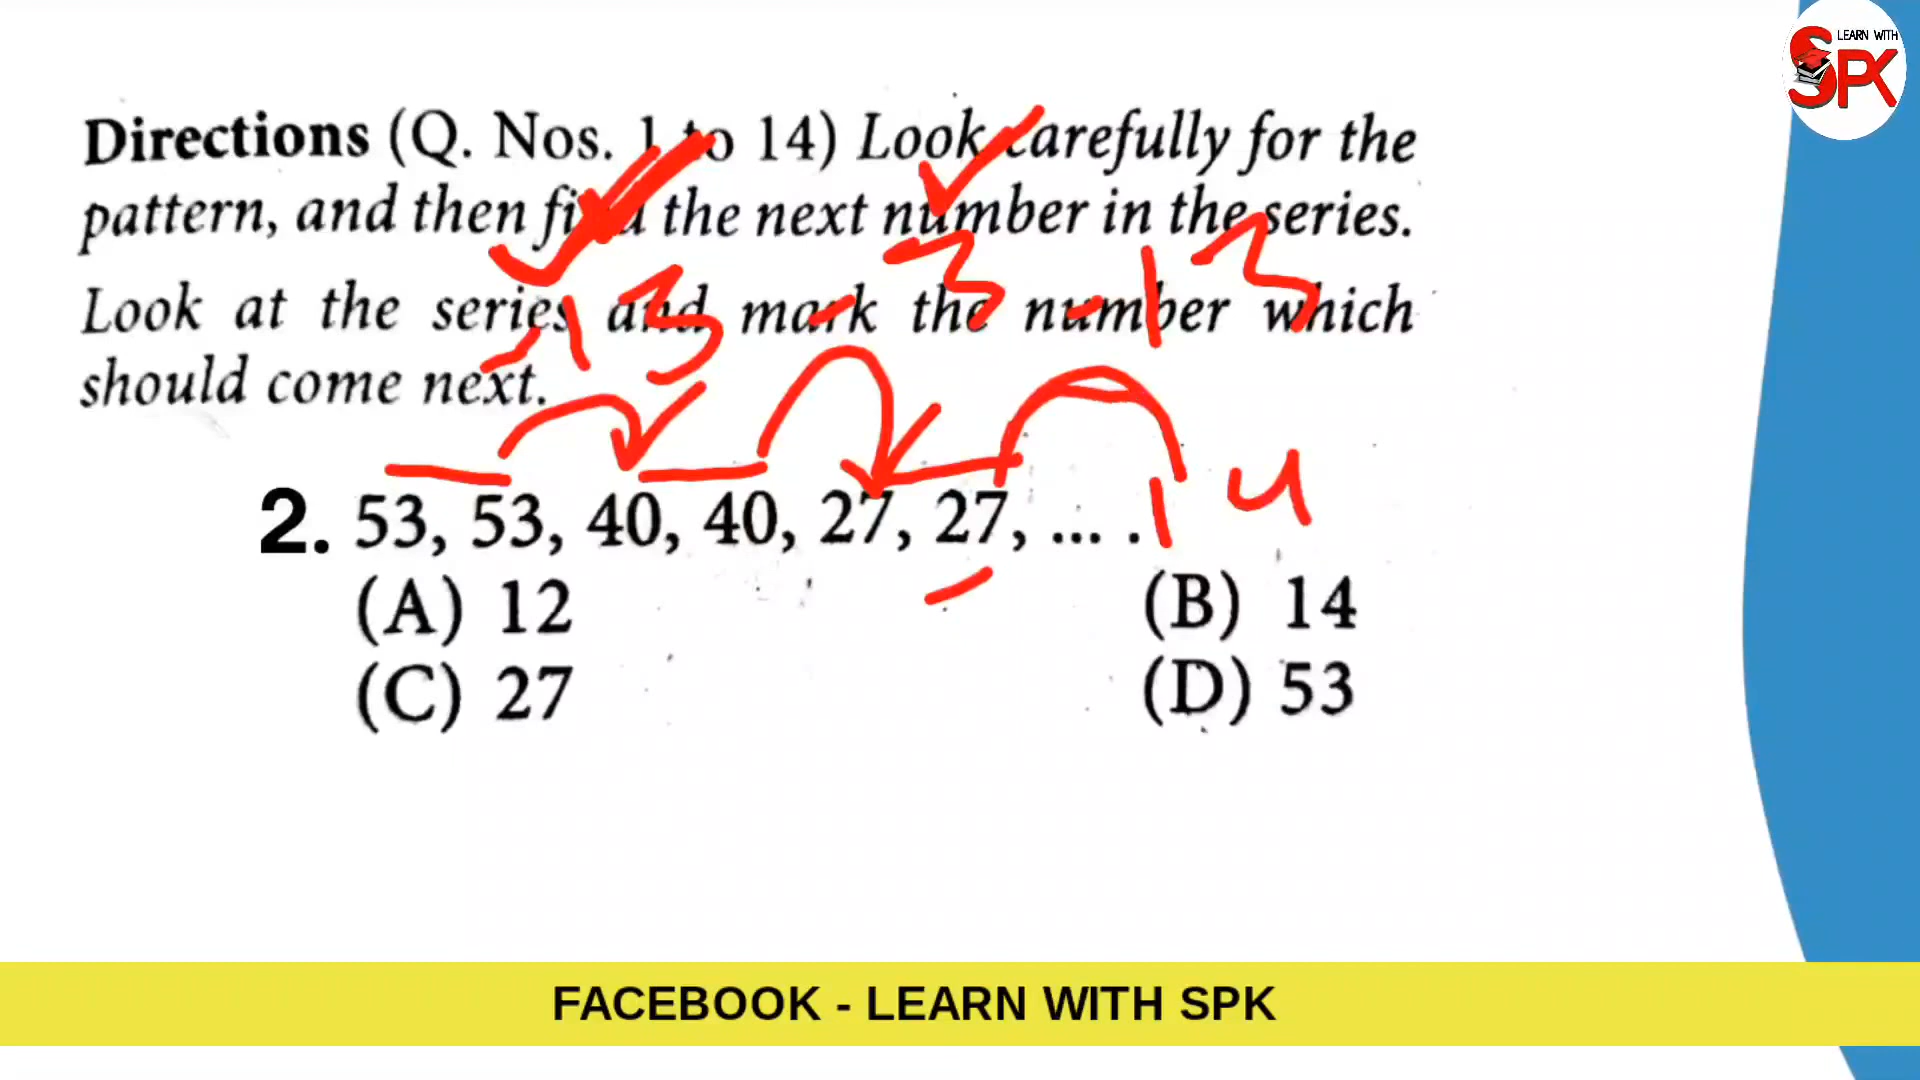 LEARN WITH
SPK
Directions (Q. Nos. 1 to 14) Look carefully for the
pattern, and then find the next number in the series.
Look at the series and mark the number which
should come next.
-13 - 3 -13
2. 53, 53, 40, 40, 27, 27, ... . 14
(A) 12 (B) 14
(C) 27 (D) 53
FACEBOOK - LEARN WITH SPK